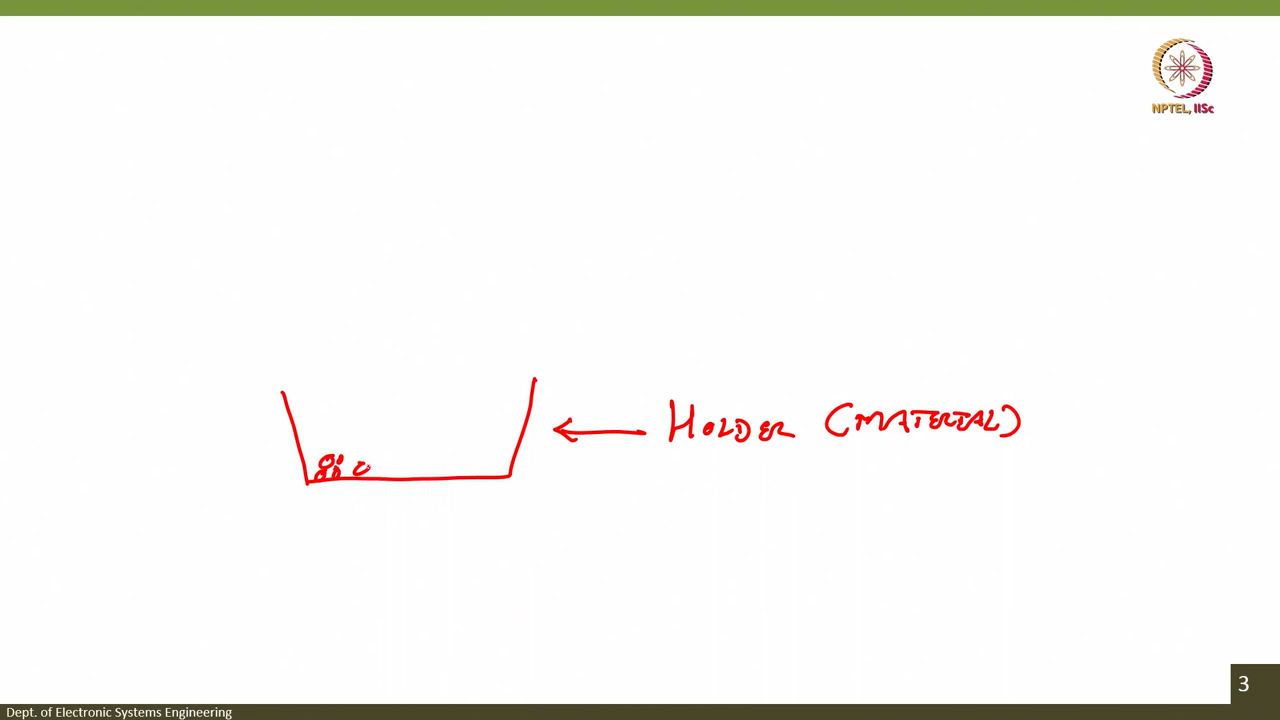 NPTEL, IISc
HOLDER (MATERIAL)
3
Dept. of Electronic Systems Engineering